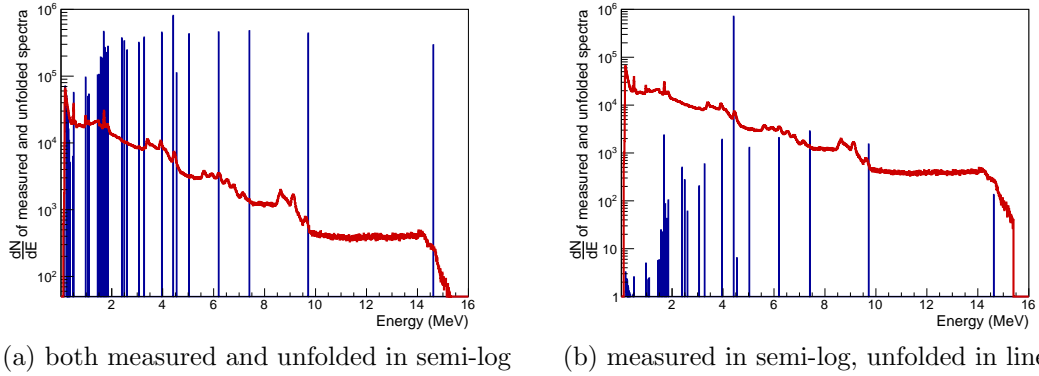 10^6
10^5
10^4
10^3
10^2
dN/dE of measured and unfolded spectra
2 4 6 8 10 12 14 16
Energy (MeV)
(a) both measured and unfolded in semi-log
10^6
10^5
10^4
10^3
10^2
10
1
dN/dE of measured and unfolded spectra
2 4 6 8 10 12 14 16
Energy (MeV)
(b) measured in semi-log, unfolded in line